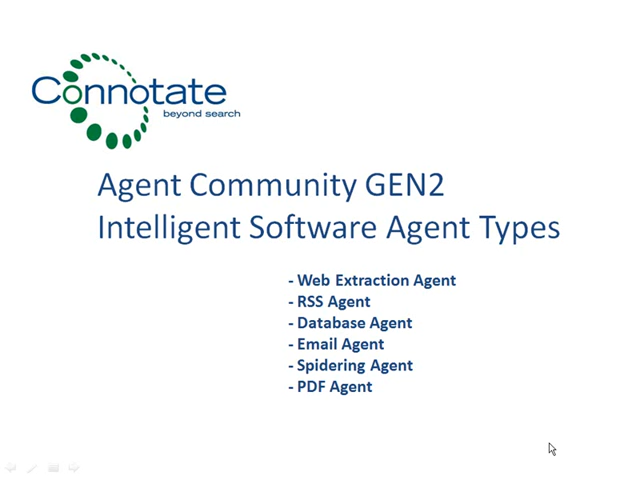 Connotate
beyond search
Agent Community GEN2
Intelligent Software Agent Types
- Web Extraction Agent
- RSS Agent
- Database Agent
- Email Agent
- Spidering Agent
- PDF Agent